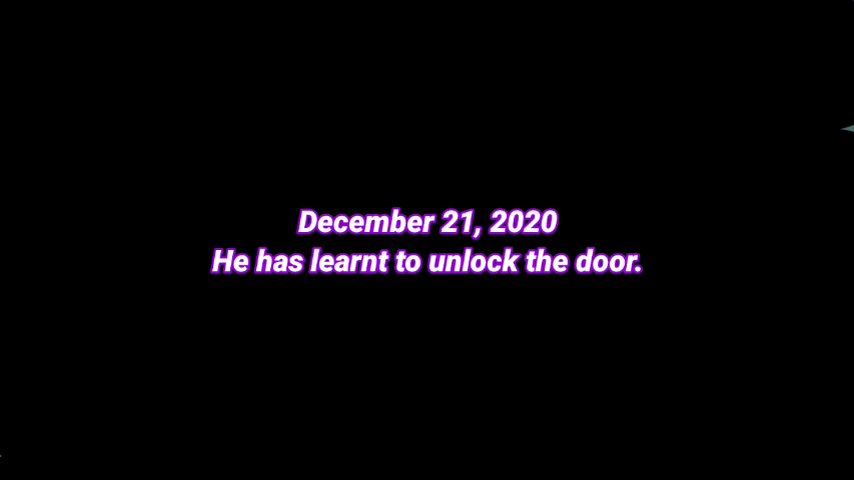 December 21, 2020
He has learnt to unlock the door.